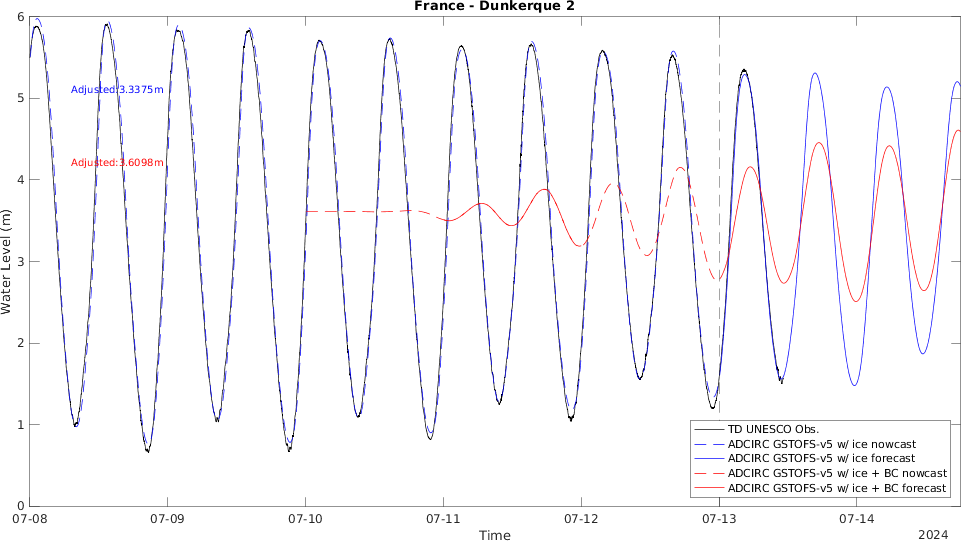 France - Dunkerque 2
6
5
4
3
2
1
0
Water Level (m)
Adjusted:3.3375m
Adjusted:3.6098m
07-08 07-09 07-10 07-11 07-12 07-13 07-14
Time
2024
TD UNESCO Obs.
ADCIRC GSTOFS-v5 w/ ice nowcast
ADCIRC GSTOFS-v5 w/ ice forecast
ADCIRC GSTOFS-v5 w/ ice + BC nowcast
ADCIRC GSTOFS-v5 w/ ice + BC forecast